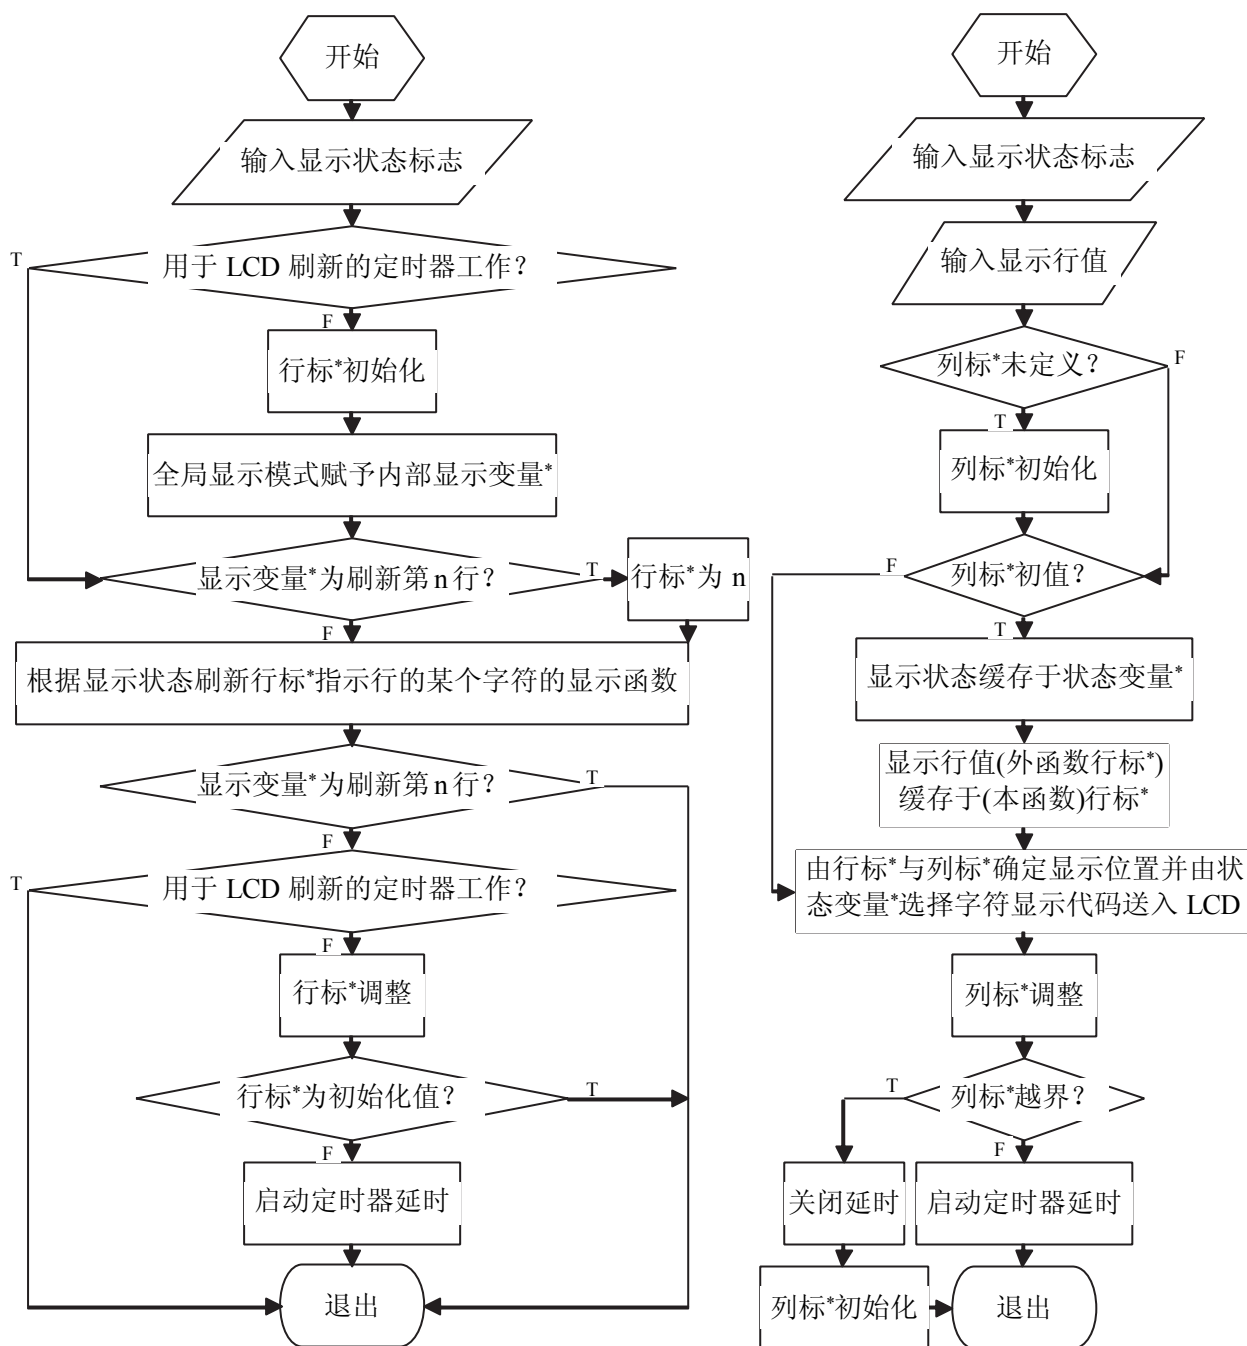 开始
输入显示状态标志
T
用于 LCD 刷新的定时器工作？
F
行标*初始化
全局显示模式赋予内部显示变量*
显示变量*为刷新第 n 行？
T
行标*为 n
F
根据显示状态刷新行标*指示行的某个字符的显示函数
显示变量*为刷新第 n 行？
T
F
T
用于 LCD 刷新的定时器工作？
F
行标*调整
行标*为初始化值？
T
F
启动定时器延时
退出
开始
输入显示状态标志
输入显示行值
列标*未定义？
F
T
列标*初始化
F
列标*初值？
T
显示状态缓存于状态变量*
显示行值(外函数行标*)
缓存于(本函数)行标*
由行标*与列标*确定显示位置并由状
态变量*选择字符显示代码送入 LCD
列标*调整
T
列标*越界？
F
关闭延时
启动定时器延时
列标*初始化
退出